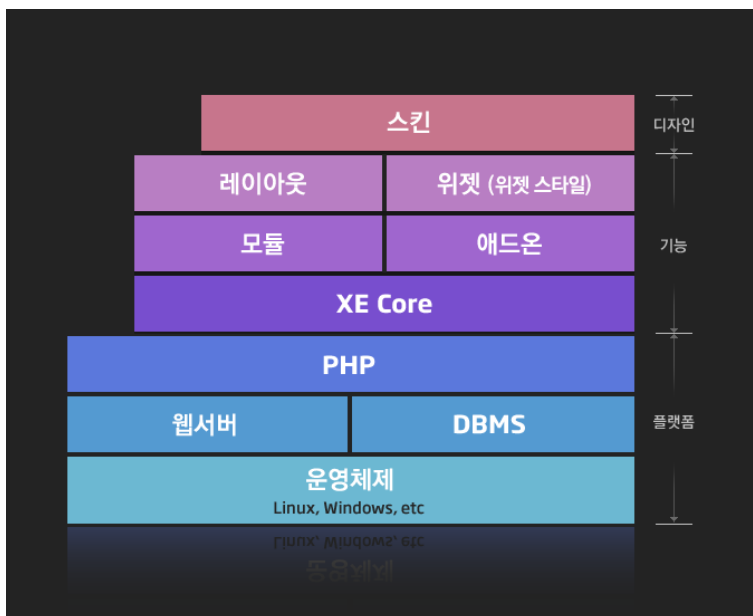 스킨
디자인
레이아웃
위젯 (위젯 스타일)
모듈
애드온
기능
XE Core
PHP
웹서버
DBMS
플랫폼
운영체제
Linux, Windows, etc